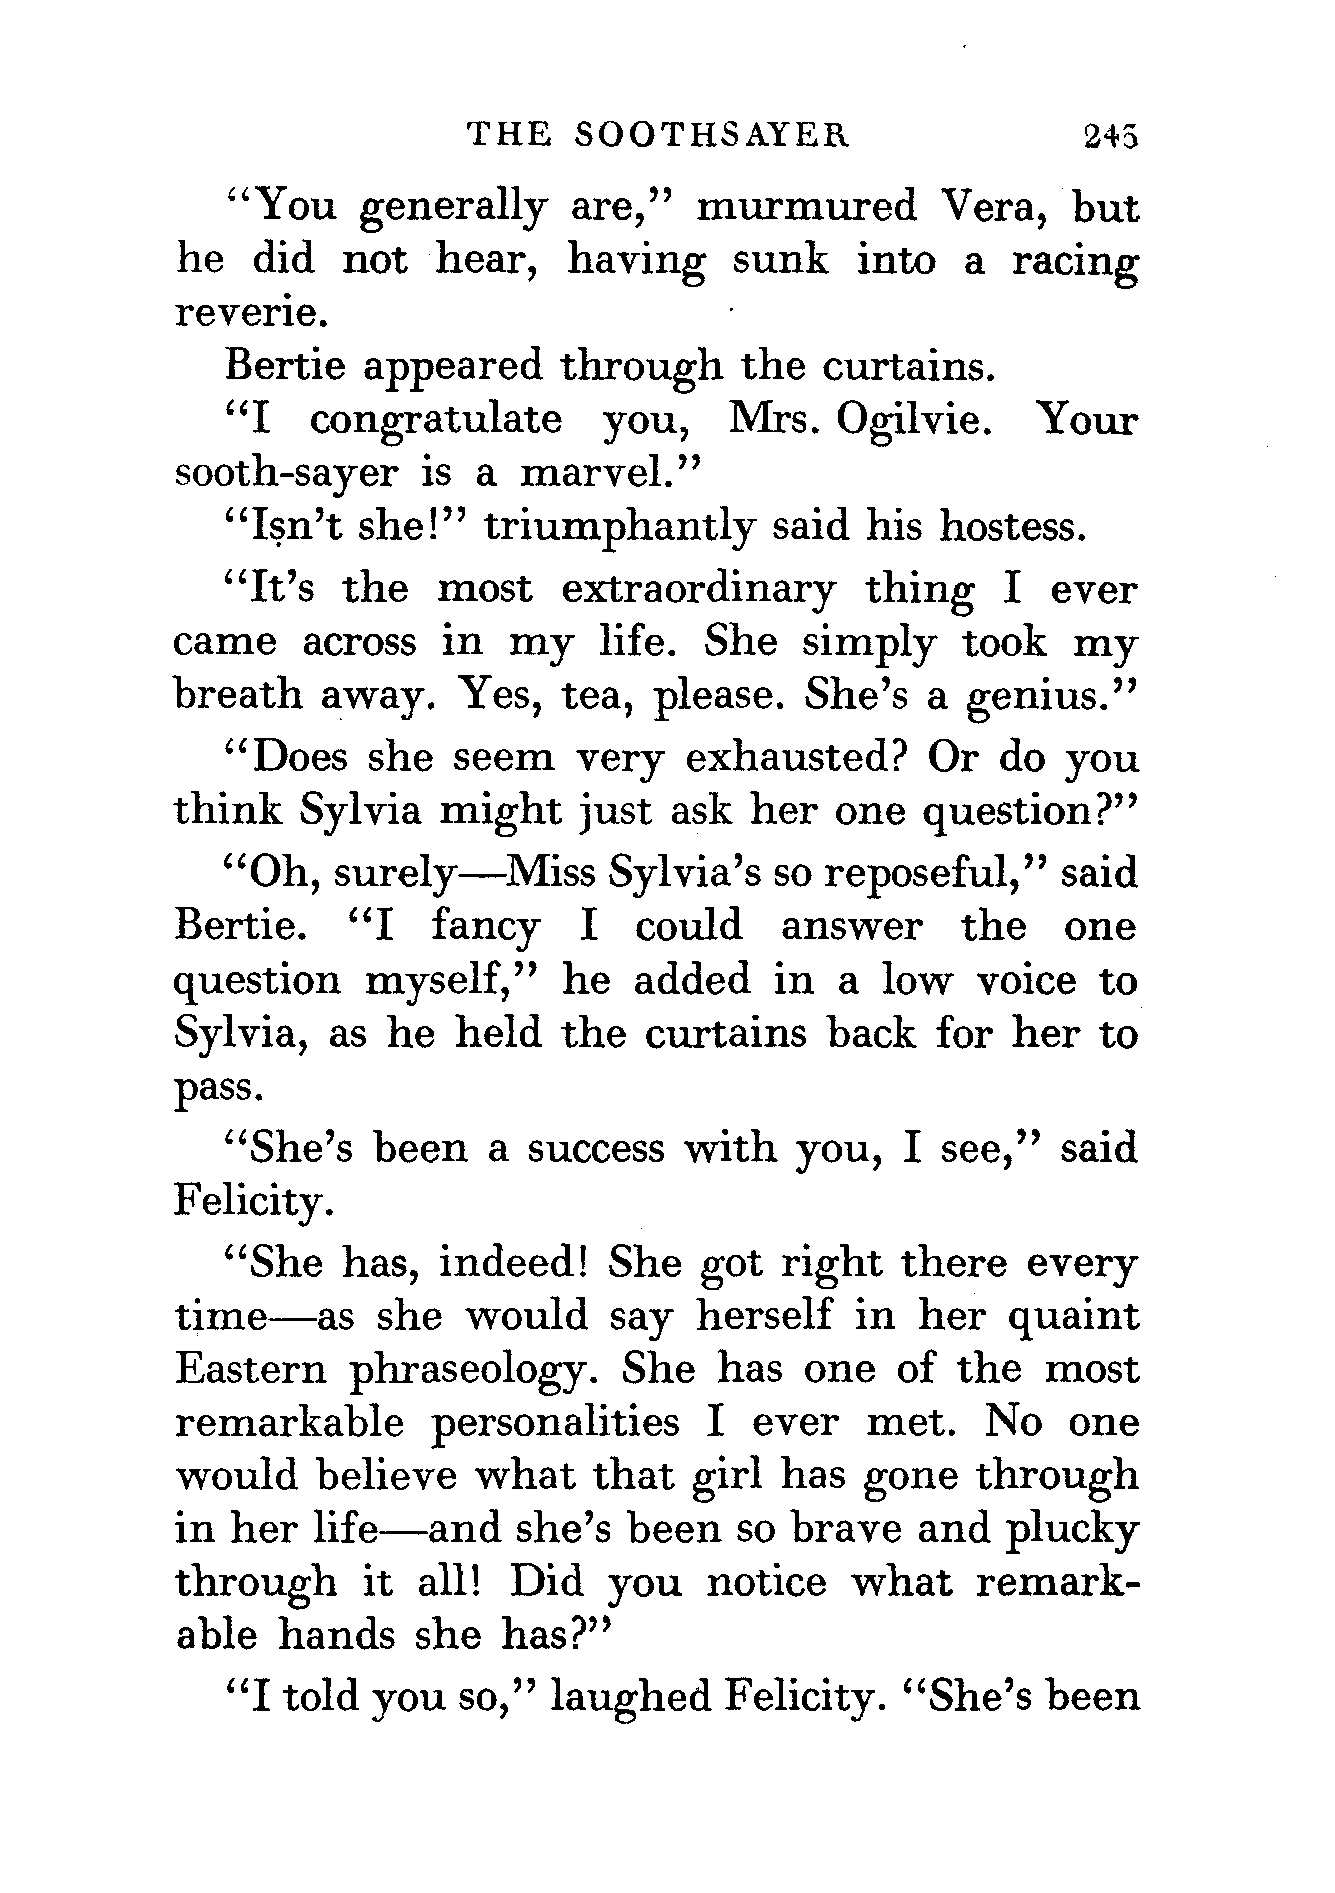 THE SOOTHSAYER 245
"You generally are," murmured Vera, but
he did not hear, having sunk into a racing
reverie.
Bertie appeared through the curtains.
"I congratulate you, Mrs. Ogilvie. Your
sooth-sayer is a marvel."
"Isn't she!" triumphantly said his hostess.
"It's the most extraordinary thing I ever
came across in my life. She simply took my
breath away. Yes, tea, please. She's a genius."
"Does she seem very exhausted? Or do you
think Sylvia might just ask her one question?"
"Oh, surely—Miss Sylvia's so reposeful," said
Bertie. "I fancy I could answer the one
question myself," he added in a low voice to
Sylvia, as he held the curtains back for her to
pass.
"She's been a success with you, I see," said
Felicity.
"She has, indeed! She got right there every
time—as she would say herself in her quaint
Eastern phraseology. She has one of the most
remarkable personalities I ever met. No one
would believe what that girl has gone through
in her life—and she's been so brave and plucky
through it all! Did you notice what remark-
able hands she has?"
"I told you so," laughed Felicity. "She's been